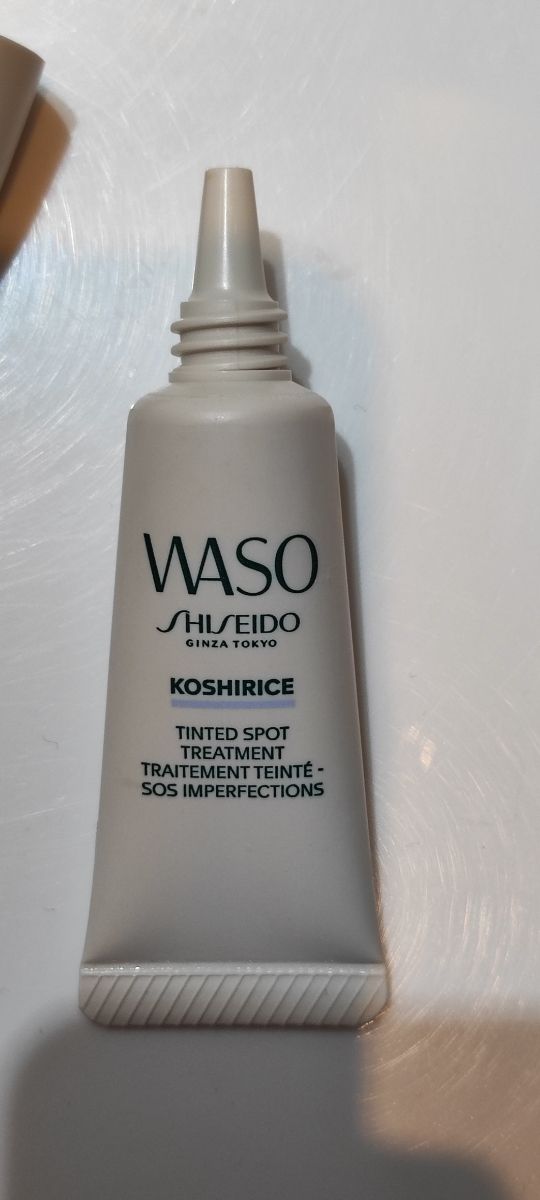 WASO
SHISEIDO
GINZA TOKYO
KOSHIRICE
TINTED SPOT
TREATMENT
TRAITEMENT TEINTÉ -
SOS IMPERFECTIONS